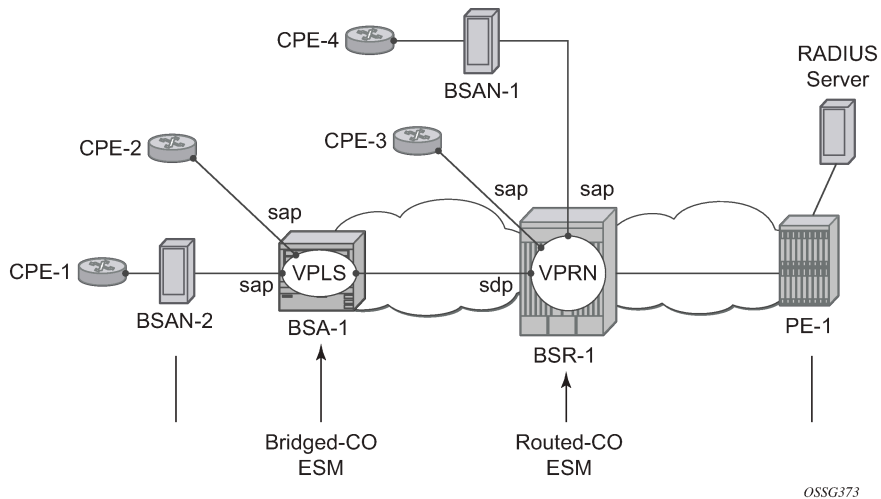 CPE-4
BSAN-1
RADIUS
Server
CPE-2
CPE-3
sap
sap
sap
CPE-1
BSAN-2
sap
VPLS
BSA-1
sdp
VPRN
BSR-1
PE-1
Bridged-CO
ESM
Routed-CO
ESM
OSSG373